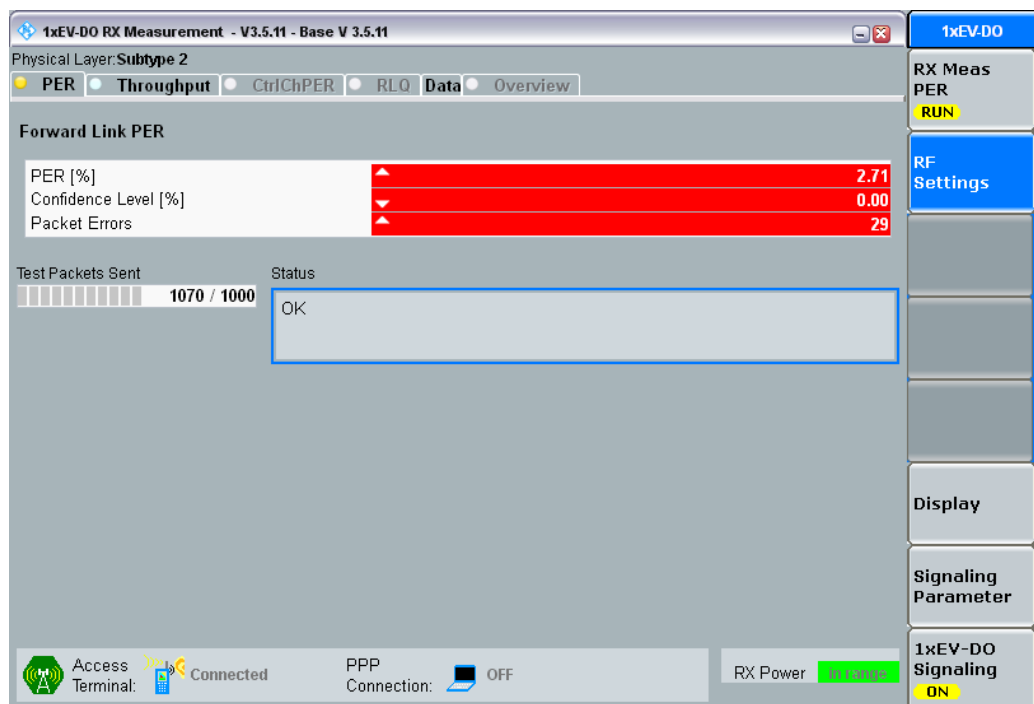 1xEV-DO RX Measurement - V3.5.11 - Base V 3.5.11
Physical Layer:Subtype 2
PER Throughput CtrlChPER RLQ Data Overview
Forward Link PER
PER [%] 2.71
Confidence Level [%] 0.00
Packet Errors 29
Test Packets Sent
1070 / 1000
Status
OK
Access
Terminal:
Connected
PPP
Connection:
OFF
RX Power in range
1xEV-DO
RX Meas
PER
RUN
RF
Settings
Display
Signaling
Parameter
1xEV-DO
Signaling
ON